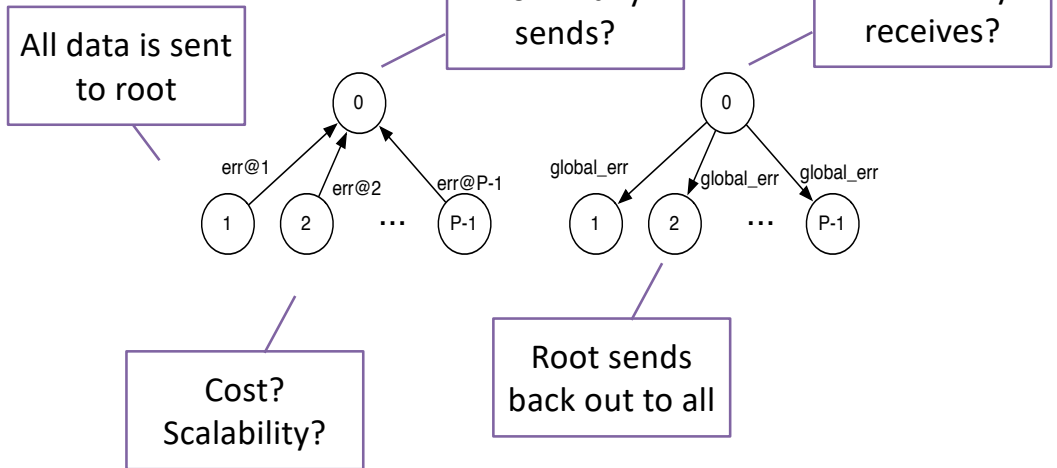 All data is sent
to root
sends?
receives?
0
err@1
err@2
err@P-1
1
2
...
P-1
0
global_err
global_err
global_err
1
2
...
P-1
Cost?
Scalability?
Root sends
back out to all